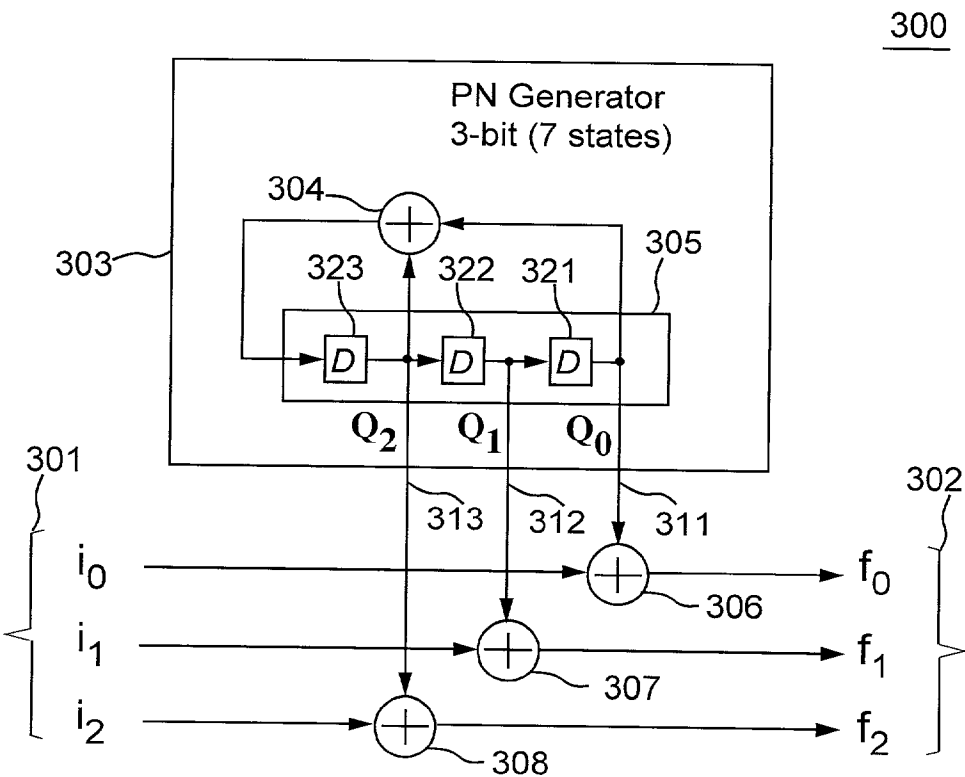 300
PN Generator
3-bit (7 states)
304
303
305
323
322
321
D
D
D
Q2
Q1
Q0
301
302
313
312
311
i0
f0
306
i1
f1
307
i2
f2
308